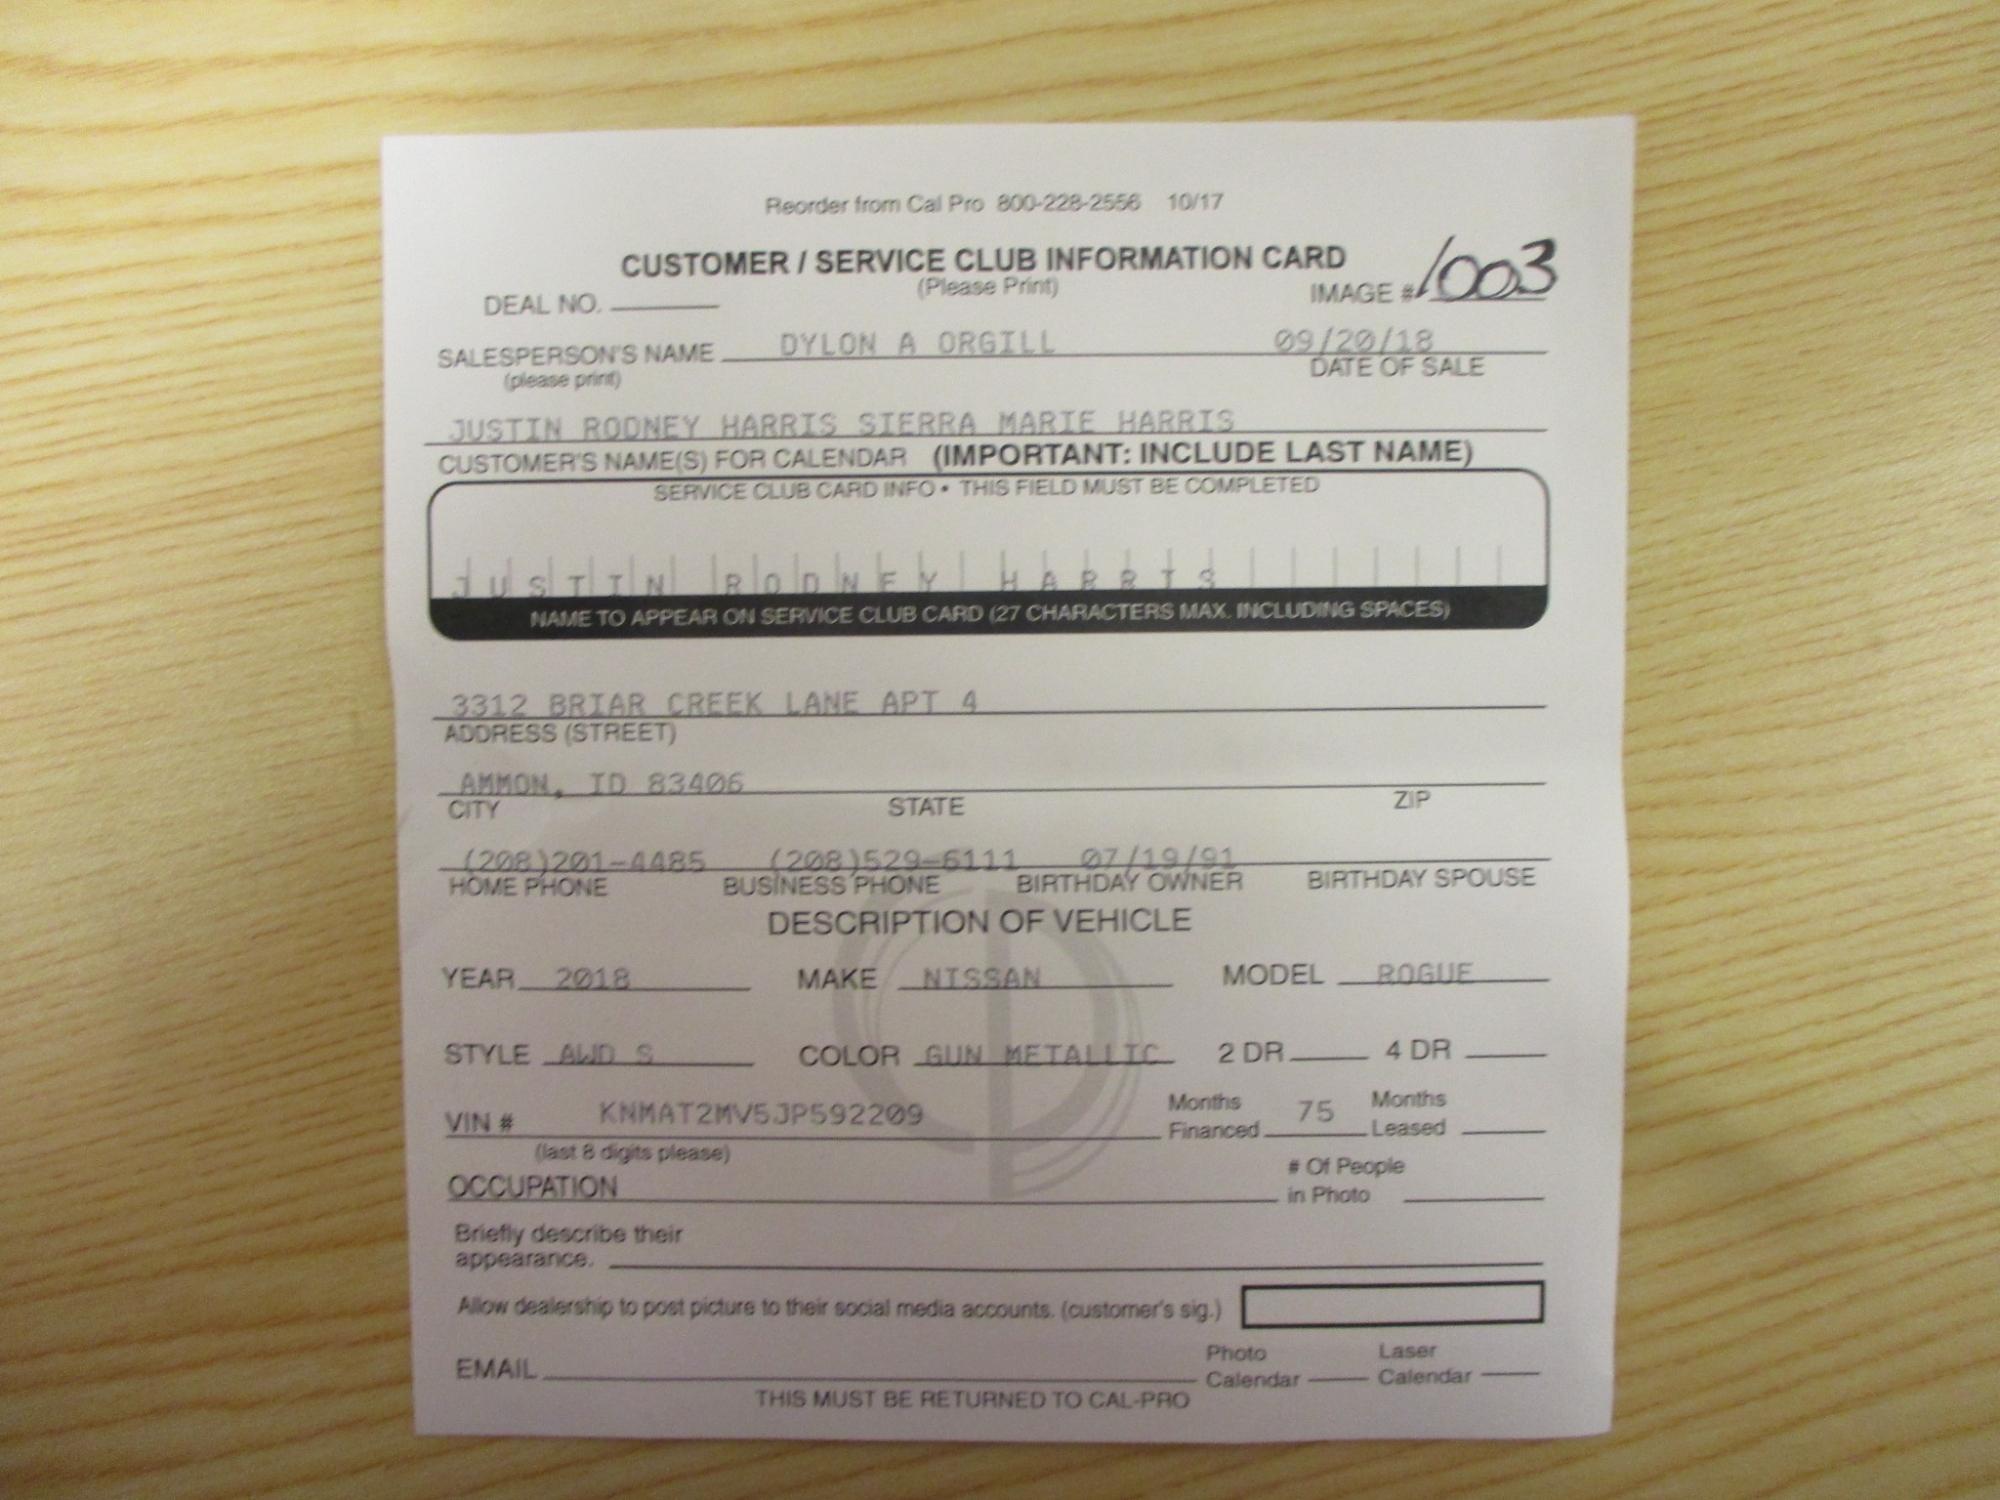 Reorder from Cal Pro 800-228-2556 10/17
CUSTOMER / SERVICE CLUB INFORMATION CARD
(Please Print)
DEAL NO.
IMAGE # 1003
SALESPERSON'S NAME DYLON A ORGILL 09/20/18
(please print) DATE OF SALE
JUSTIN RODNEY HARRIS SIERRA MARIE HARRIS
CUSTOMER'S NAME(S) FOR CALENDAR (IMPORTANT: INCLUDE LAST NAME)
SERVICE CLUB CARD INFO • THIS FIELD MUST BE COMPLETED
JUSTIN RODNEY HARRIS
NAME TO APPEAR ON SERVICE CLUB CARD (27 CHARACTERS MAX. INCLUDING SPACES)
3312 BRIAR CREEK LANE APT 4
ADDRESS (STREET)
AMMON, ID 83406
CITY STATE ZIP
(208)201-4485 (208)529-6111 07/19/91
HOME PHONE BUSINESS PHONE BIRTHDAY OWNER BIRTHDAY SPOUSE
DESCRIPTION OF VEHICLE
YEAR 2018 MAKE NISSAN MODEL ROGUE
STYLE AWD S COLOR GUN METALLIC 2 DR 4 DR
VIN # KNMAT2MV5JP592209 Months Financed 75 Months Leased
(last 8 digits please)
OCCUPATION # Of People in Photo
Briefly describe their
appearance.
Allow dealership to post picture to their social media accounts. (customer's sig.)
EMAIL Photo Calendar Laser Calendar
THIS MUST BE RETURNED TO CAL-PRO